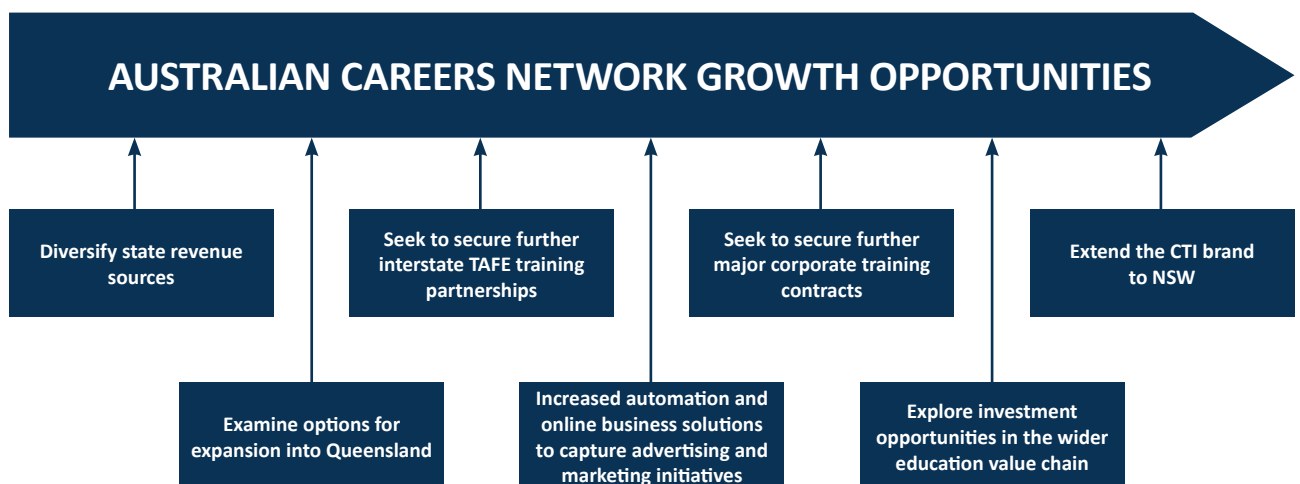 AUSTRALIAN CAREERS NETWORK GROWTH OPPORTUNITIES
Diversify state revenue
sources
Seek to secure further
interstate TAFE training
partnerships
Seek to secure further
major corporate training
contracts
Extend the CTI brand
to NSW
Examine options for
expansion into Queensland
Increased automation and
online business solutions
to capture advertising and
marketing initiatives
Explore investment
opportunities in the wider
education value chain